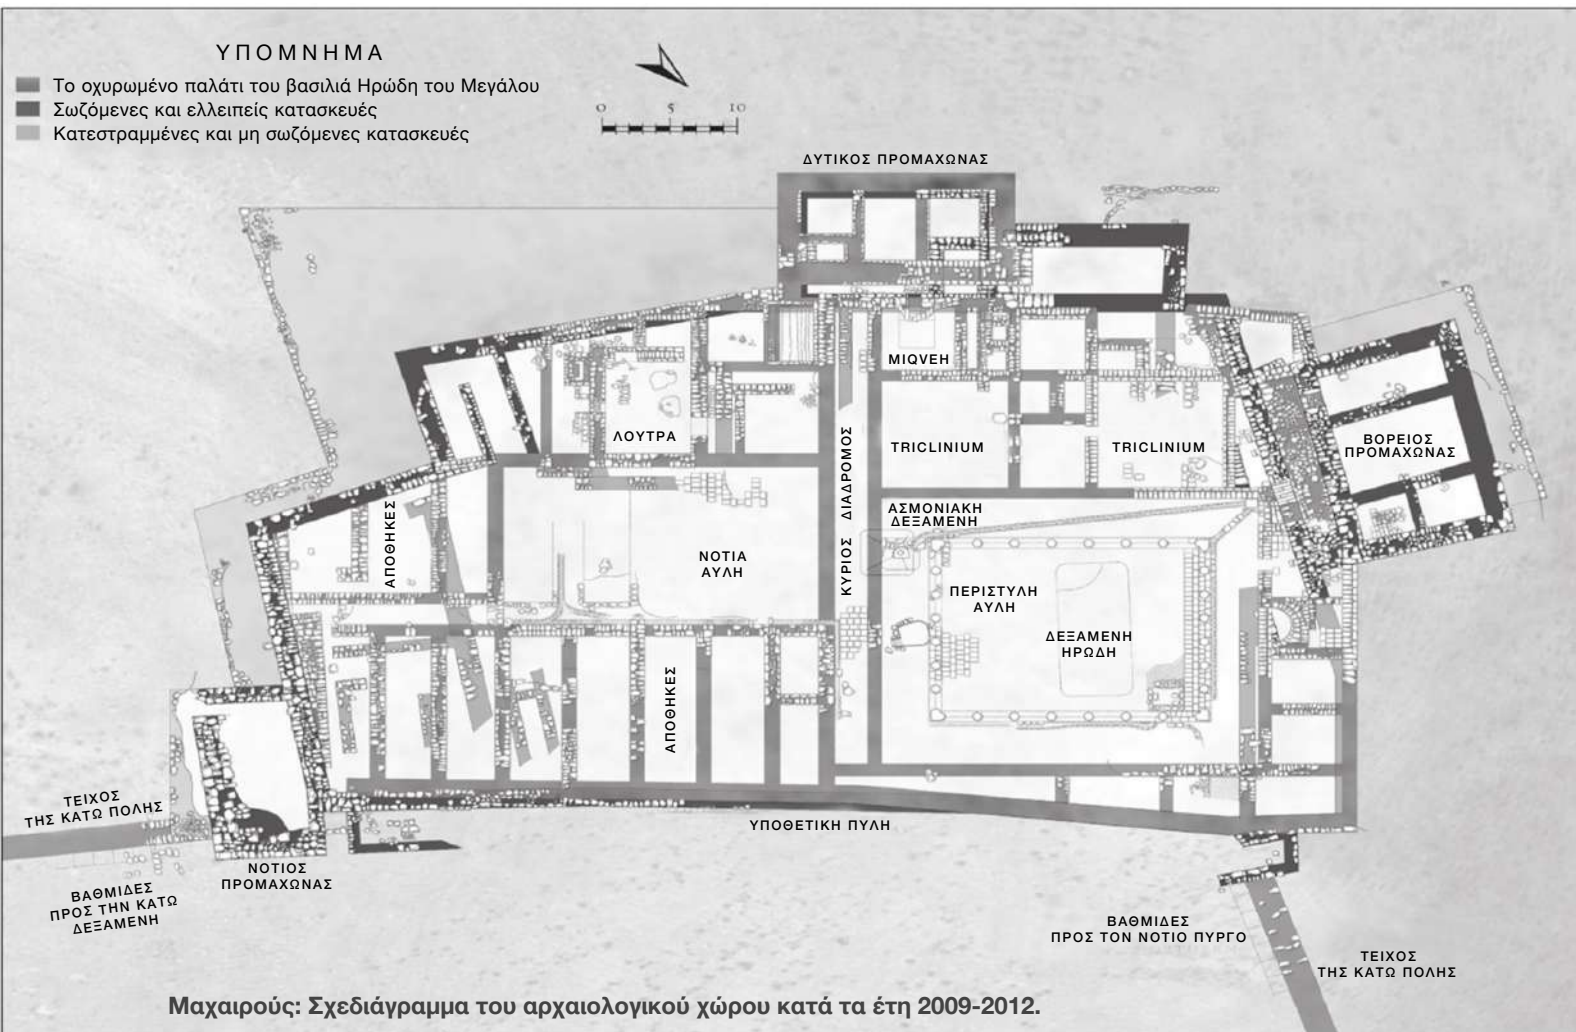 ΥΠΟΜΝΗΜΑ
Το οχυρωμένο παλάτι του βασιλιά Ηρώδη του Μεγάλου
Σωζόμενες και ελλειπείς κατασκευές
Κατεστραμμένες και μη σωζόμενες κατασκευές
0 5 10
ΔΥΤΙΚΟΣ ΠΡΟΜΑΧΩΝΑΣ
MIQVEH
ΛΟΥΤΡΑ
TRICLINIUM
TRICLINIUM
ΒΟΡΕΙΟΣ
ΠΡΟΜΑΧΩΝΑΣ
ΑΠΟΘΗΚΕΣ
ΝΟΤΙΑ
ΑΥΛΗ
ΚΥΡΙΟΣ ΔΙΑΔΡΟΜΟΣ
ΑΣΜΟΝΙΑΚΗ
ΔΕΞΑΜΕΝΗ
ΠΕΡΙΣΤΥΛΗ
ΑΥΛΗ
ΔΕΞΑΜΕΝΗ
ΗΡΩΔΗ
ΑΠΟΘΗΚΕΣ
ΤΕΙΧΟΣ
ΤΗΣ ΚΑΤΩ ΠΟΛΗΣ
ΥΠΟΘΕΤΙΚΗ ΠΥΛΗ
ΝΟΤΙΟΣ
ΠΡΟΜΑΧΩΝΑΣ
ΒΑΘΜΙΔΕΣ
ΠΡΟΣ ΤΗΝ ΚΑΤΩ
ΔΕΞΑΜΕΝΗ
ΒΑΘΜΙΔΕΣ
ΠΡΟΣ ΤΟΝ ΝΟΤΙΟ ΠΥΡΓΟ
ΤΕΙΧΟΣ
ΤΗΣ ΚΑΤΩ ΠΟΛΗΣ
Μαχαιρούς: Σχεδιάγραμμα του αρχαιολογικού χώρου κατά τα έτη 2009-2012.